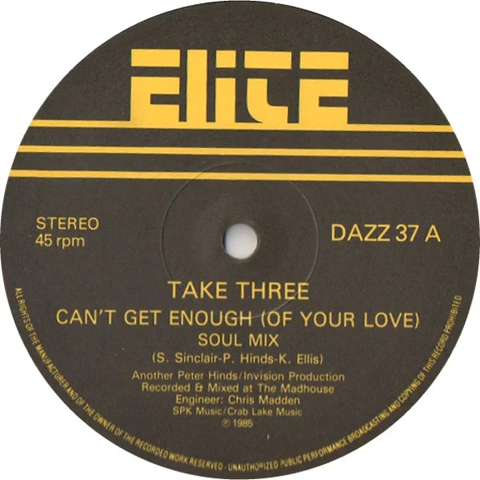 ELITE
STEREO
45 rpm
DAZZ 37 A
TAKE THREE
CAN'T GET ENOUGH (OF YOUR LOVE)
SOUL MIX
(S. Sinclair-P. Hinds-K. Ellis)
Another Peter Hinds/Invision Production
Recorded & Mixed at The Madhouse
Engineer: Chris Madden
SPK Music/Crab Lake Music
℗ 1985
ALL RIGHTS OF THE MANUFACTURER AND OF THE OWNER OF THE RECORDED WORK RESERVED · UNAUTHORIZED PUBLIC PERFORMANCE BROADCASTING AND COPYING OF THIS RECORD PROHIBITED